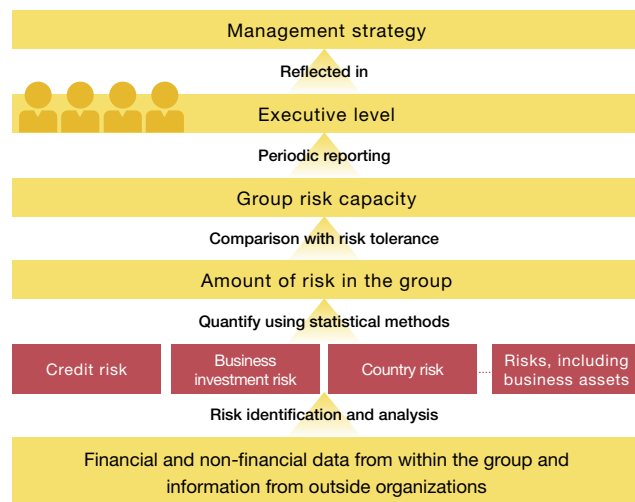 Management strategy
Reflected in
Executive level
Periodic reporting
Group risk capacity
Comparison with risk tolerance
Amount of risk in the group
Quantify using statistical methods
Credit risk
Business
investment risk
Country risk
Risks, including
business assets
Risk identification and analysis
Financial and non-financial data from within the group and
information from outside organizations